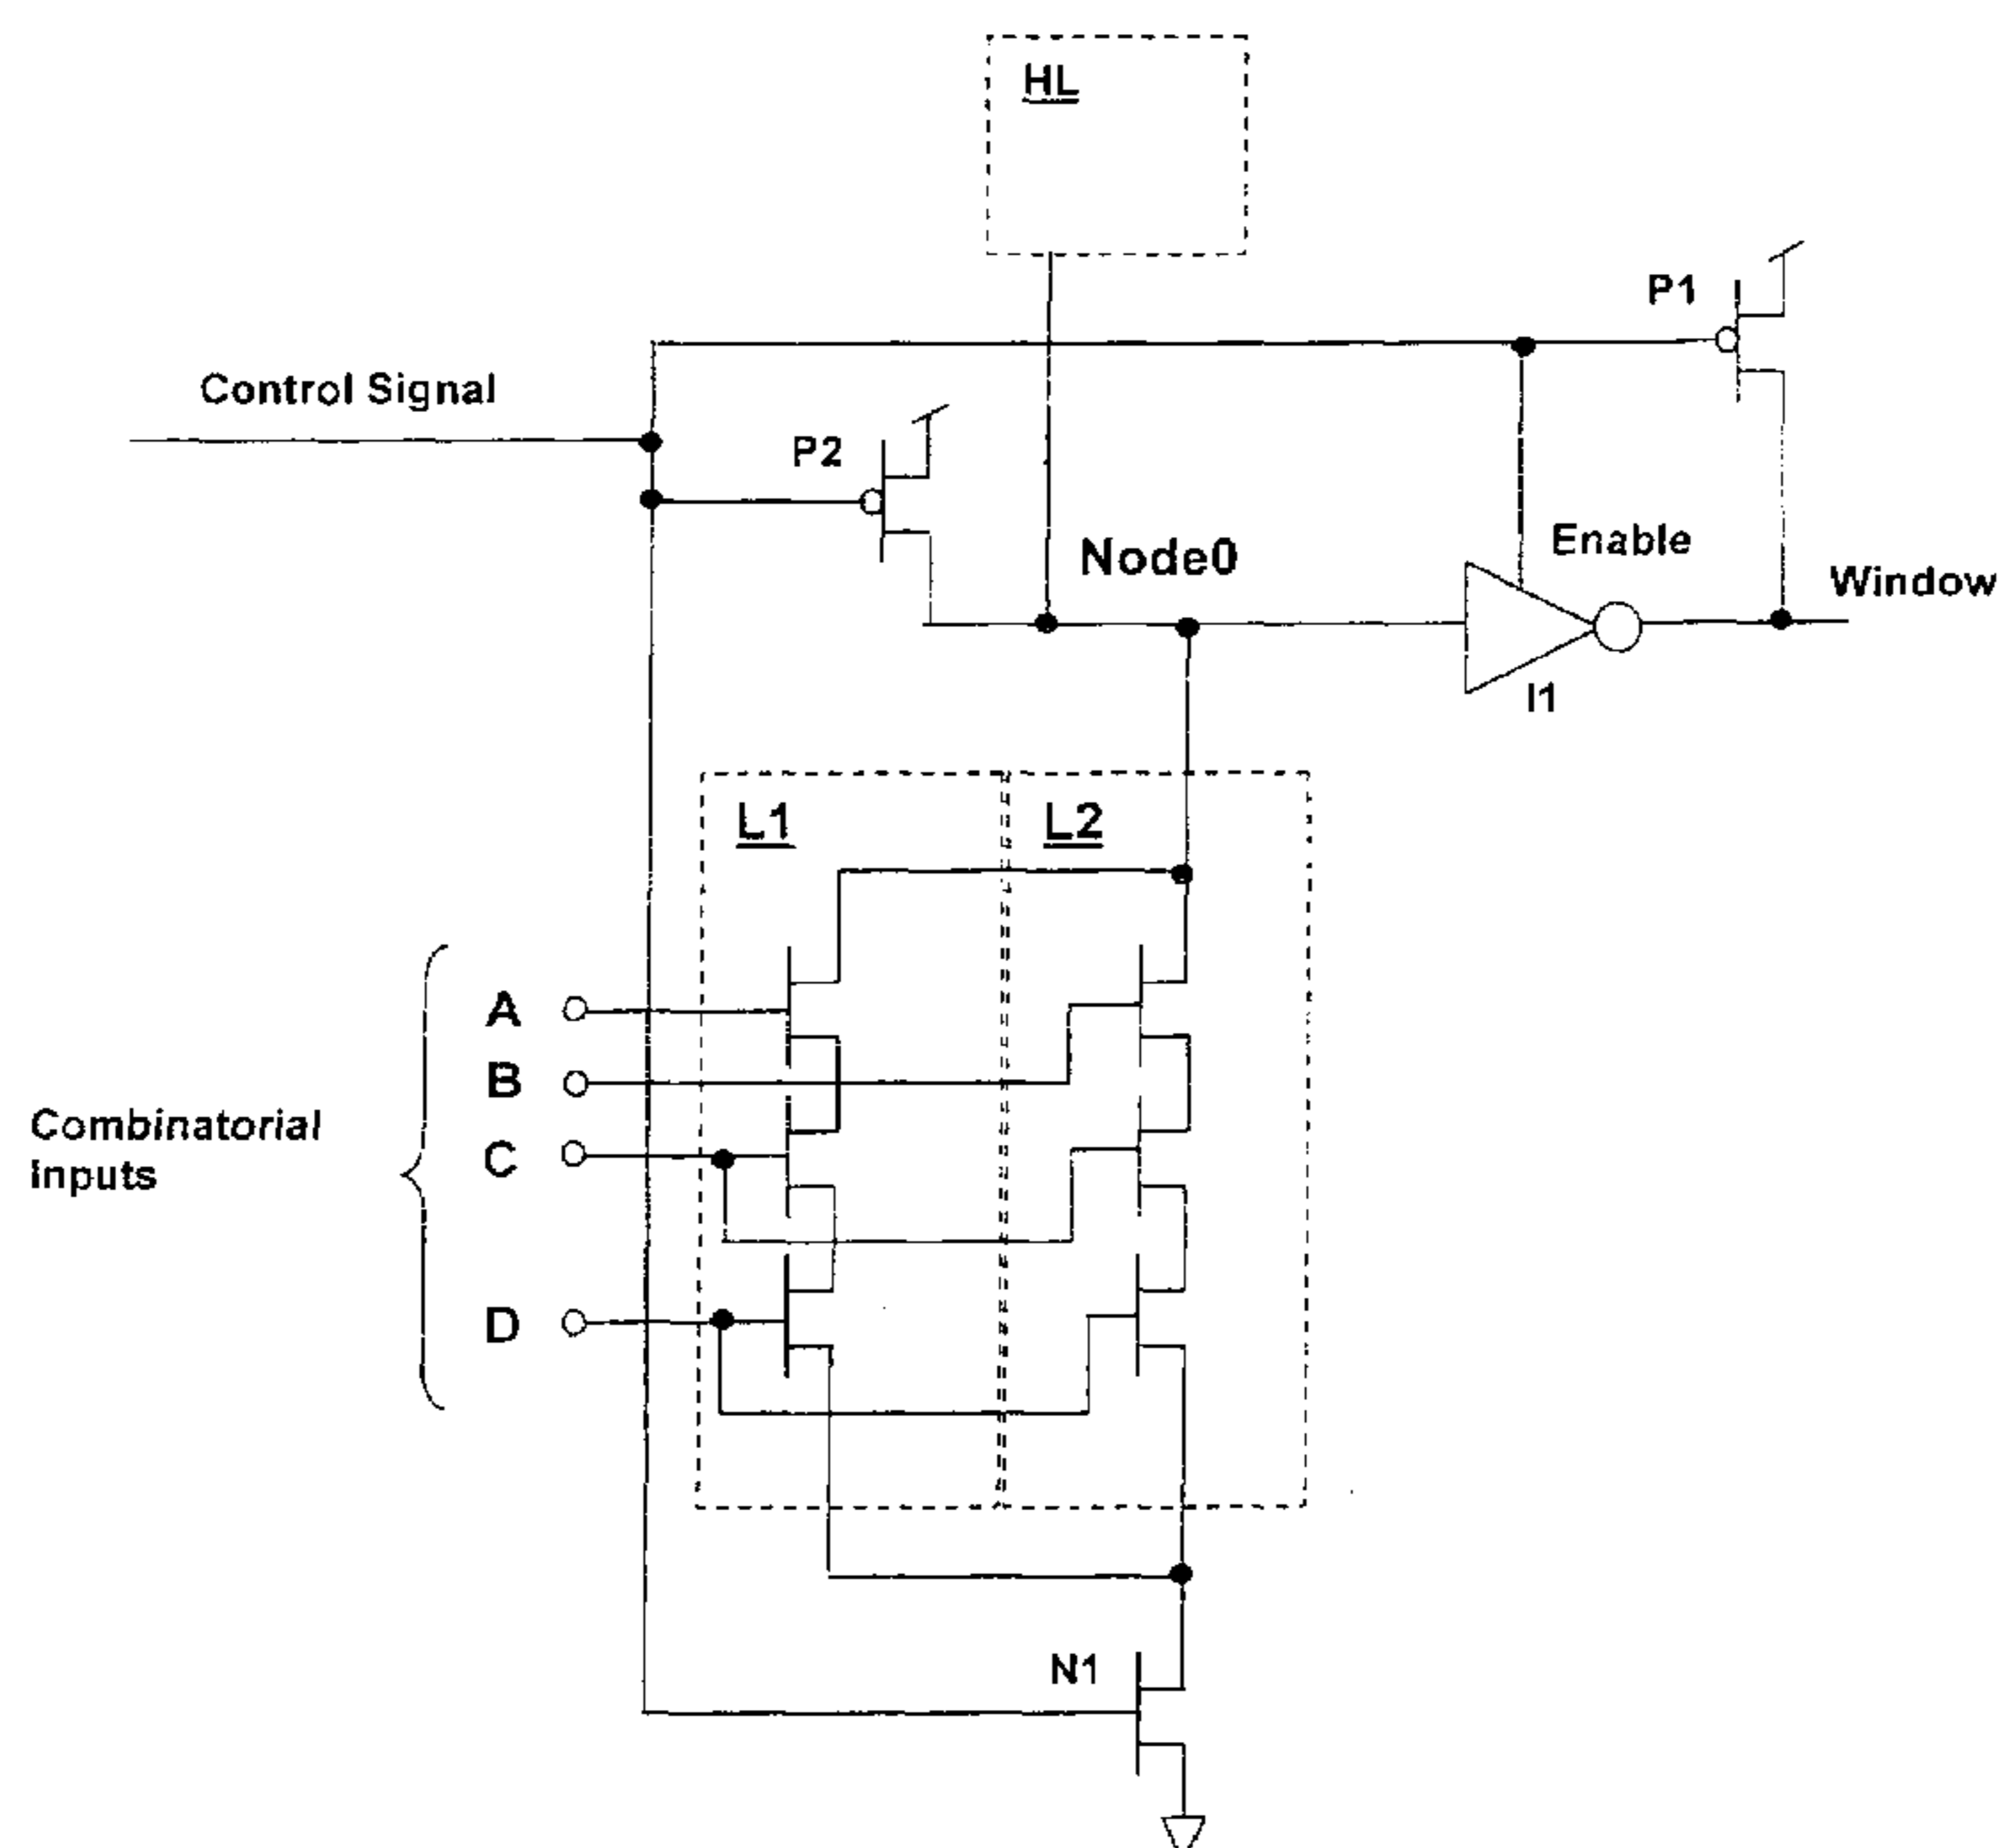 HL
P1
Control Signal
P2
Node0
Enable
Window
I1
L1
L2
A
B
Combinatorial
Inputs
C
D
N1